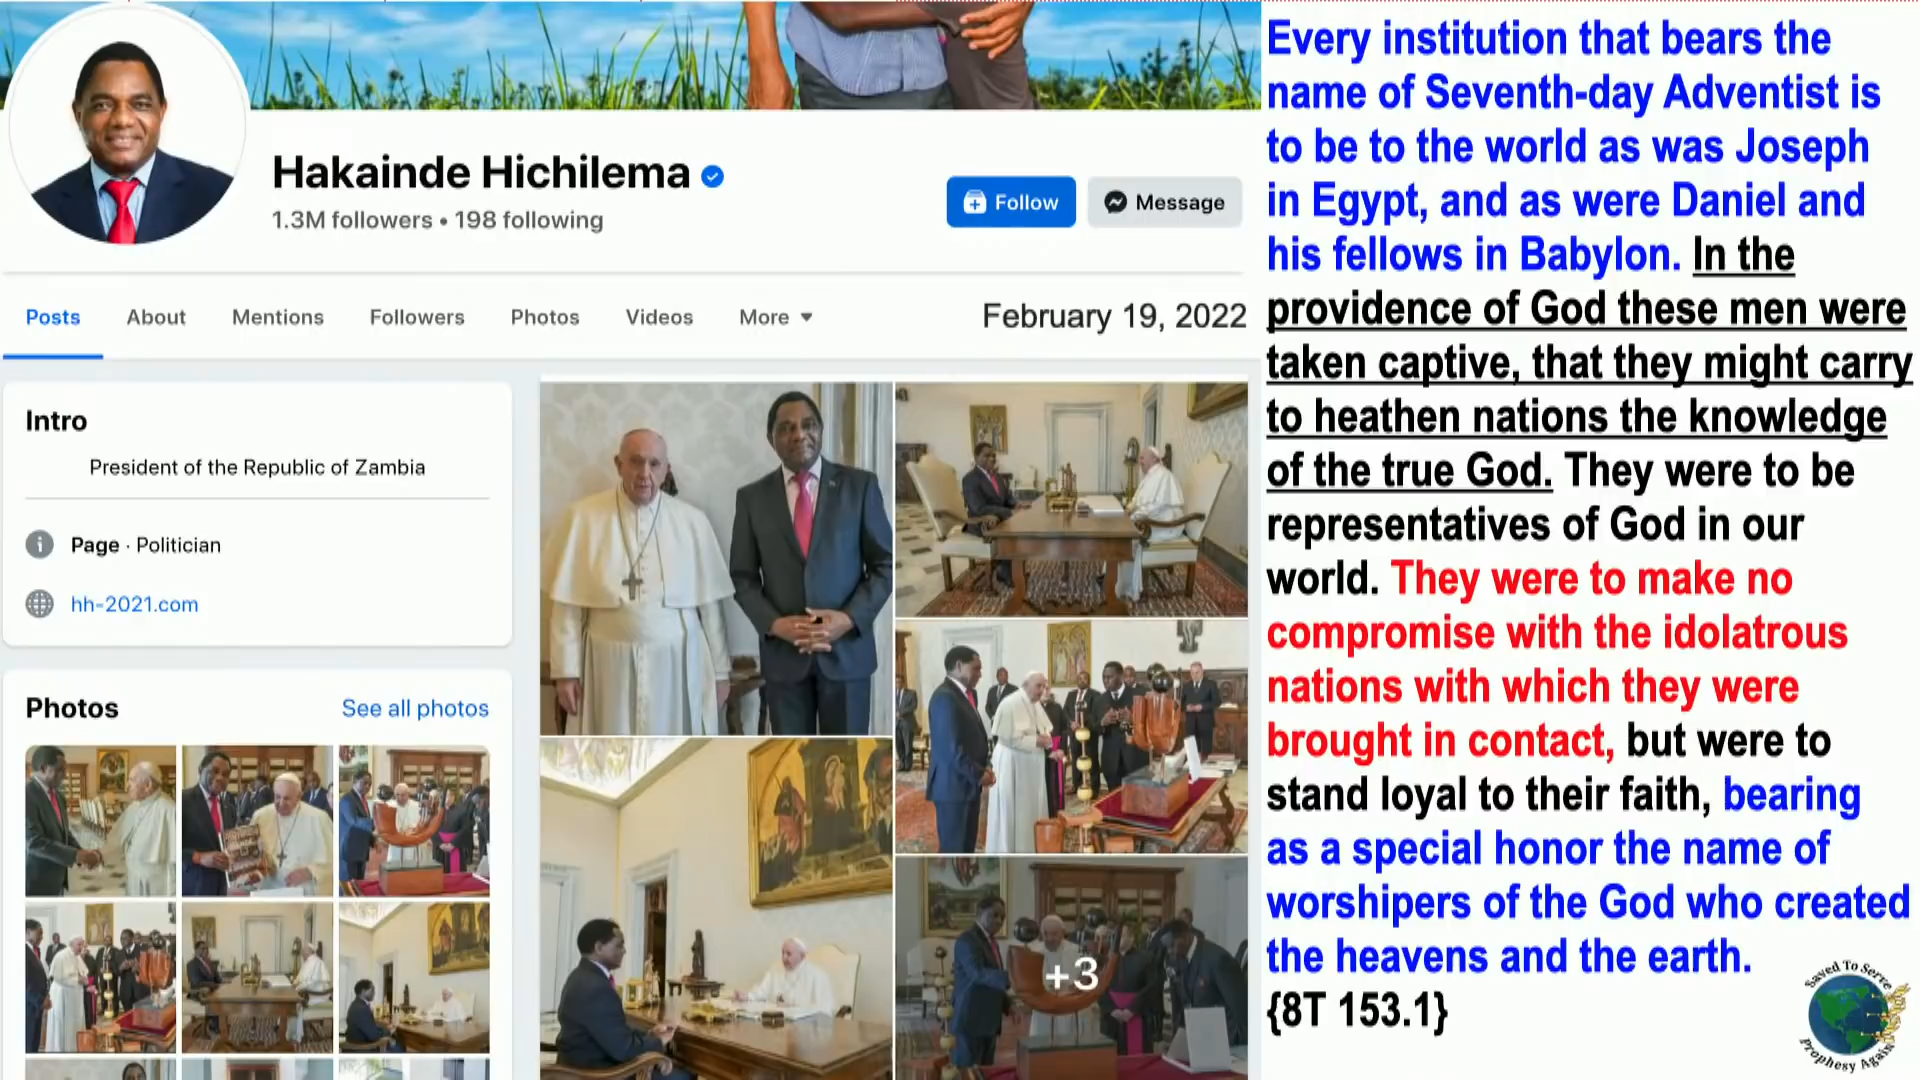 Hakainde Hichilema
1.3M followers • 198 following
Follow
Message
Posts
About
Mentions
Followers
Photos
Videos
More
February 19, 2022
Intro
President of the Republic of Zambia
Page · Politician
hh-2021.com
Photos
See all photos
+3
Every institution that bears the
name of Seventh-day Adventist is
to be to the world as was Joseph
in Egypt, and as were Daniel and
his fellows in Babylon. In the
providence of God these men were
taken captive, that they might carry
to heathen nations the knowledge
of the true God. They were to be
representatives of God in our
world. They were to make no
compromise with the idolatrous
nations with which they were
brought in contact, but were to
stand loyal to their faith, bearing
as a special honor the name of
worshipers of the God who created
the heavens and the earth.
{8T 153.1}
Saved To Serve
Prophesy Again